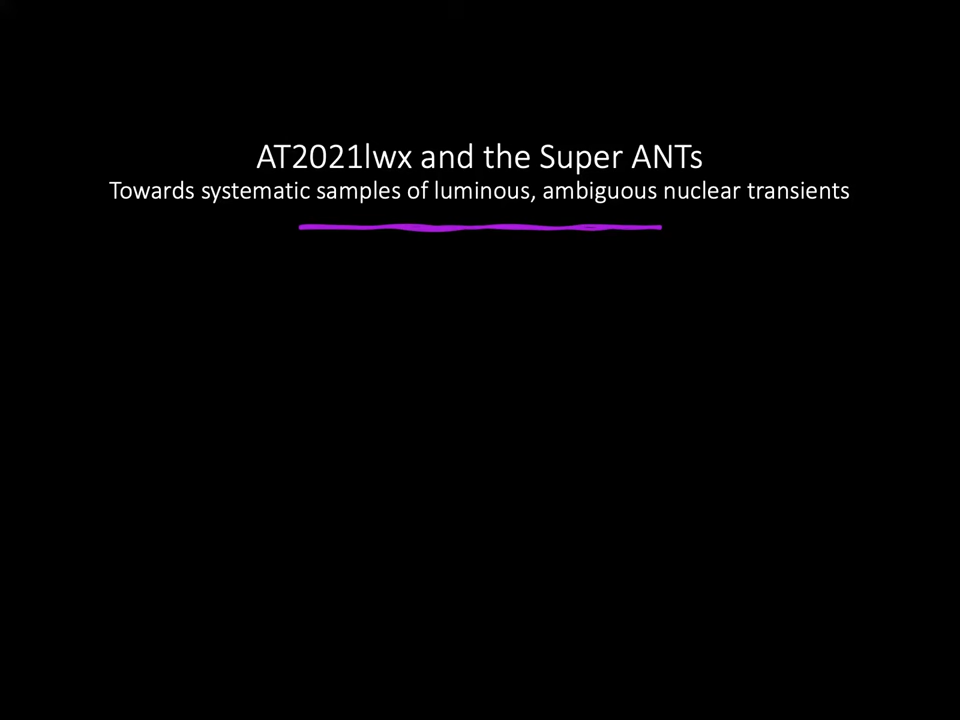 AT2021lwx and the Super ANTs
Towards systematic samples of luminous, ambiguous nuclear transients